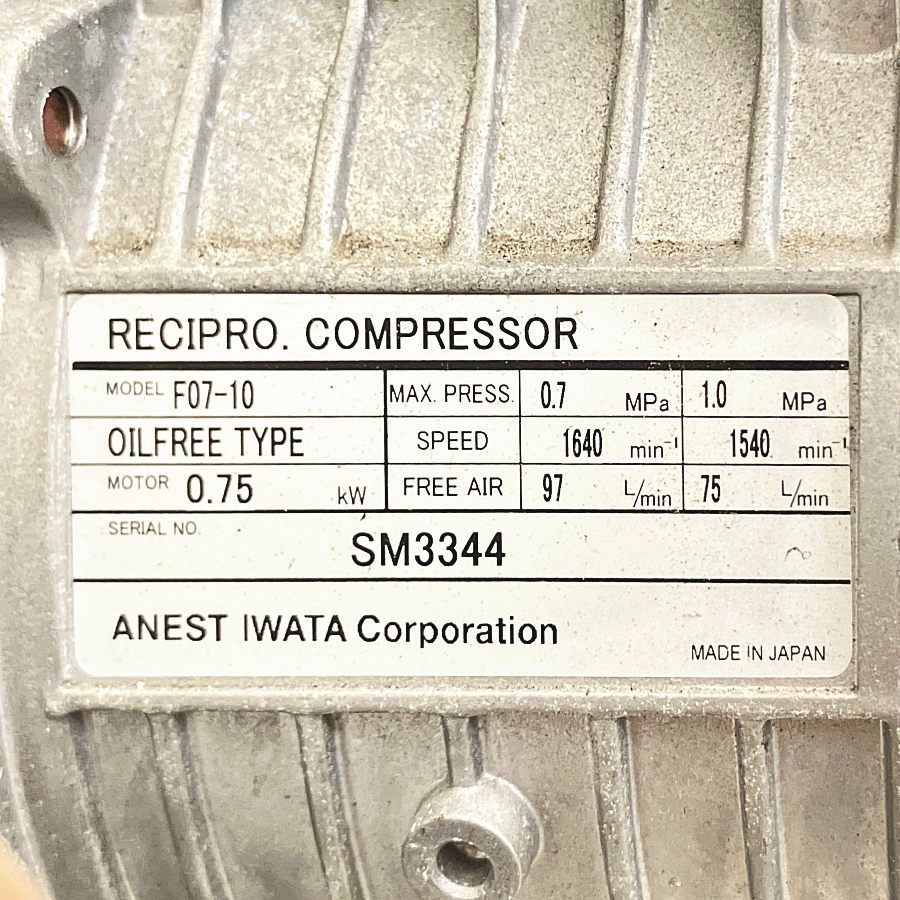 RECIPRO. COMPRESSOR
MODEL F07-10 MAX. PRESS. 0.7 MPa 1.0 MPa
OILFREE TYPE SPEED 1640 min⁻¹ 1540 min⁻¹
MOTOR 0.75 kW FREE AIR 97 L/min 75 L/min
SERIAL NO.
SM3344
ANEST IWATA Corporation
MADE IN JAPAN